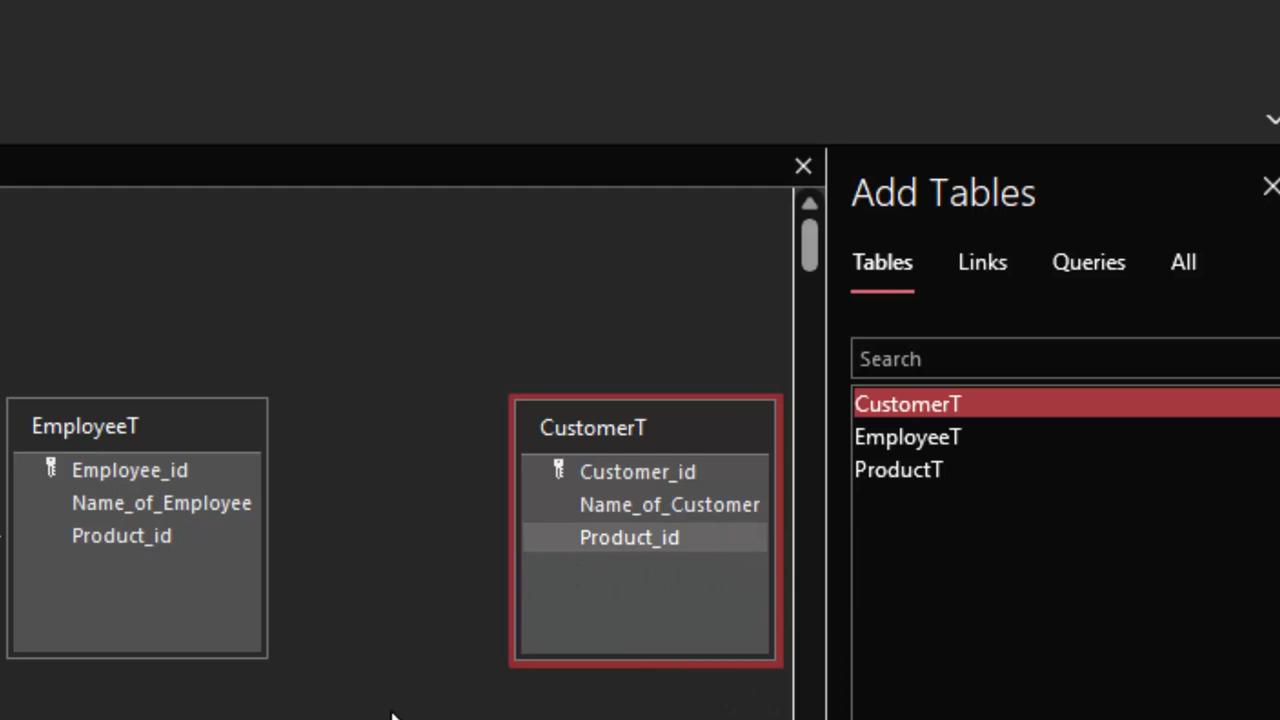 Add Tables
Tables Links Queries All
Search
CustomerT
EmployeeT
ProductT
EmployeeT
Employee_id
Name_of_Employee
Product_id
CustomerT
Customer_id
Name_of_Customer
Product_id